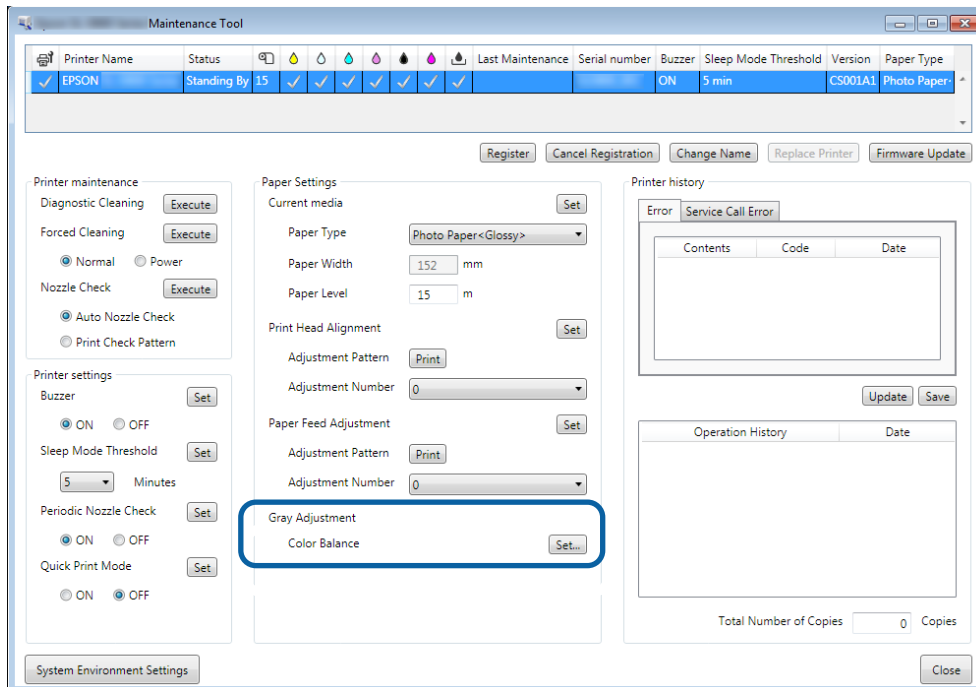 Maintenance Tool
Printer Name Status Last Maintenance Serial number Buzzer Sleep Mode Threshold Version Paper Type
EPSON Standing By 15 ON 5 min CS001A1 Photo Paper
Register Cancel Registration Change Name Replace Printer Firmware Update
Printer maintenance
Diagnostic Cleaning Execute
Forced Cleaning Execute
Normal Power
Nozzle Check Execute
Auto Nozzle Check
Print Check Pattern
Printer settings
Buzzer Set
ON OFF
Sleep Mode Threshold Set
5 Minutes
Periodic Nozzle Check Set
ON OFF
Quick Print Mode Set
ON OFF
Paper Settings
Current media Set
Paper Type Photo Paper<Glossy>
Paper Width 152 mm
Paper Level 15 m
Print Head Alignment Set
Adjustment Pattern Print
Adjustment Number 0
Paper Feed Adjustment Set
Adjustment Pattern Print
Adjustment Number 0
Gray Adjustment
Color Balance Set...
Printer history
Error Service Call Error
Contents Code Date
Update Save
Operation History Date
Total Number of Copies 0 Copies
System Environment Settings Close